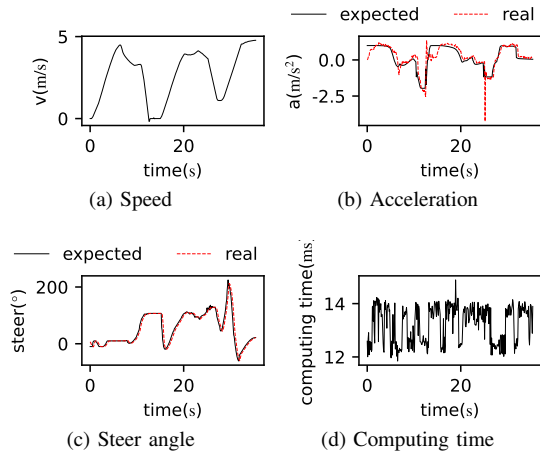 expected real
5
0
v(m/s)
0 20
time(s)
(a) Speed
0.0
-2.5
a(m/s²)
0 20
time(s)
(b) Acceleration
expected real
200
0
steer(°)
0 20
time(s)
(c) Steer angle
14
12
computing time(ms)
0 20
time(s)
(d) Computing time